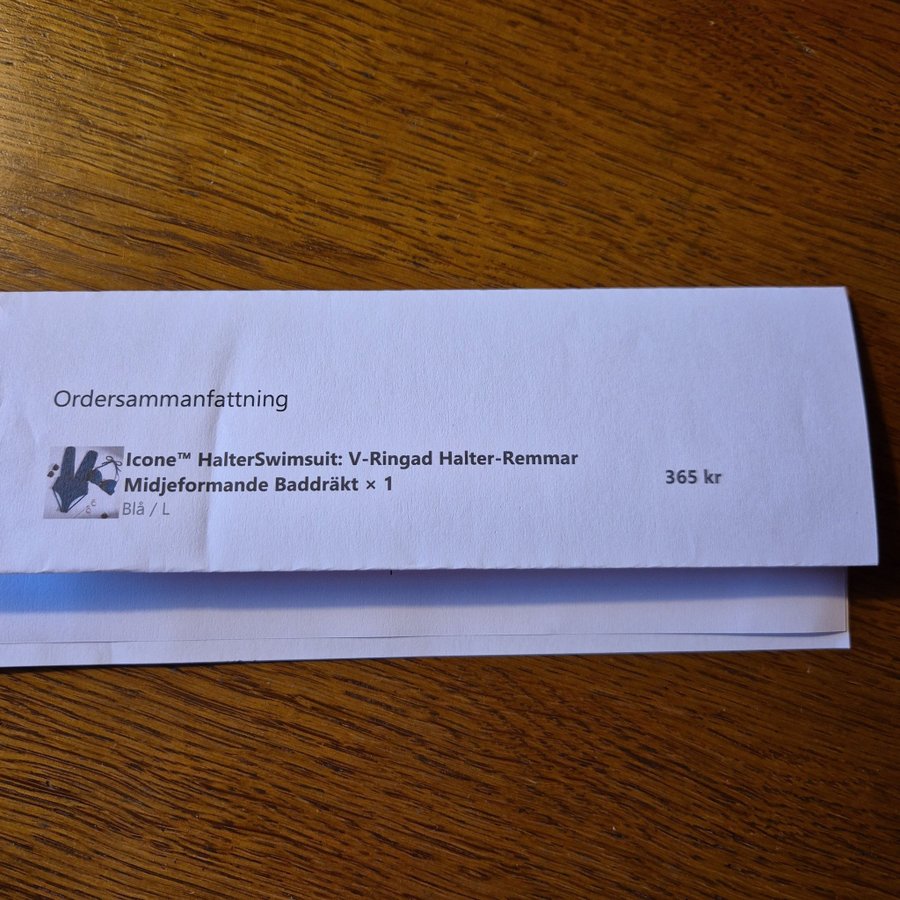 Ordersammanfattning
Icone™ HalterSwimsuit: V-Ringad Halter-Remmar
Midjeformande Baddräkt × 1
365 kr
Blå / L